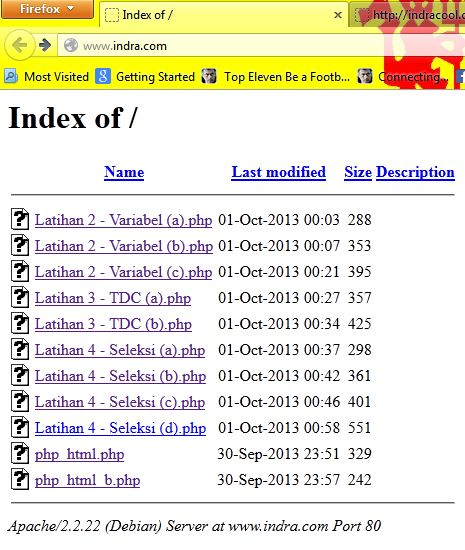 Firefox
Index of /
http://indracool.c
www.indra.com
Most Visited Getting Started Top Eleven Be a Footb... Connecting...
Index of /
Name Last modified Size Description
Latihan 2 - Variabel (a).php 01-Oct-2013 00:03 288
Latihan 2 - Variabel (b).php 01-Oct-2013 00:07 353
Latihan 2 - Variabel (c).php 01-Oct-2013 00:21 395
Latihan 3 - TDC (a).php 01-Oct-2013 00:27 357
Latihan 3 - TDC (b).php 01-Oct-2013 00:34 425
Latihan 4 - Seleksi (a).php 01-Oct-2013 00:37 298
Latihan 4 - Seleksi (b).php 01-Oct-2013 00:42 361
Latihan 4 - Seleksi (c).php 01-Oct-2013 00:46 401
Latihan 4 - Seleksi (d).php 01-Oct-2013 00:58 551
php_html.php 30-Sep-2013 23:51 329
php_html_b.php 30-Sep-2013 23:57 242
Apache/2.2.22 (Debian) Server at www.indra.com Port 80